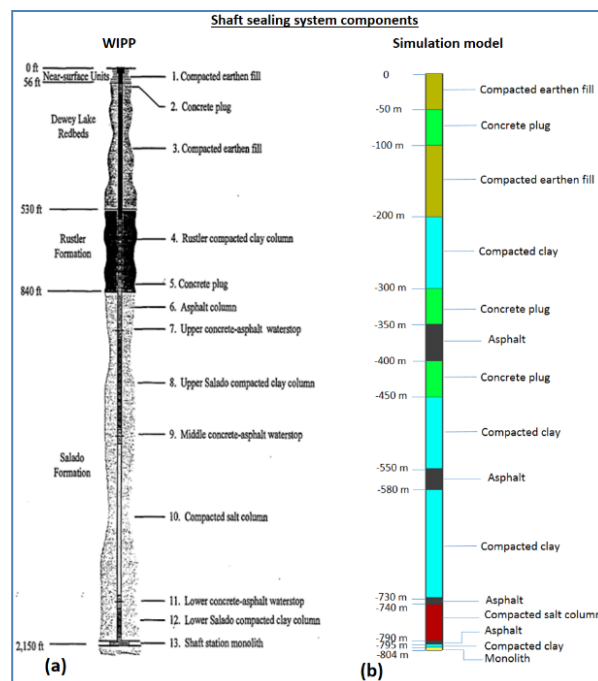 Shaft sealing system components
WIPP
Simulation model
0 ft
Near-surface Units
56 ft
Dewey Lake
Redbeds
530 ft
Rustler
Formation
840 ft
Salado
Formation
2,150 ft
1. Compacted earthen fill
2. Concrete plug
3. Compacted earthen fill
4. Rustler compacted clay column
5. Concrete plug
6. Asphalt column
7. Upper concrete-asphalt waterstop
8. Upper Salado compacted clay column
9. Middle concrete-asphalt waterstop
10. Compacted salt column
11. Lower concrete-asphalt waterstop
12. Lower Salado compacted clay column
13. Shaft station monolith
(a)
0
-50 m
-100 m
-200 m
-300 m
-350 m
-400 m
-450 m
-550 m
-580 m
-730 m
-740 m
-790 m
-795 m
-804 m
Compacted earthen fill
Concrete plug
Compacted earthen fill
Compacted clay
Concrete plug
Asphalt
Concrete plug
Compacted clay
Asphalt
Compacted clay
Asphalt
Compacted salt column
Asphalt
Compacted clay
Monolith
(b)